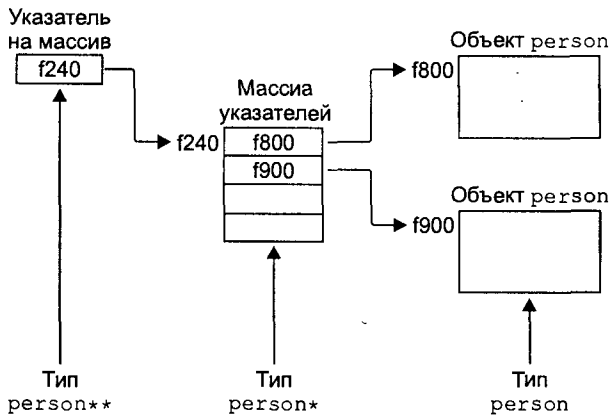 Указатель
на массив
f240
Массиа
указателей
f240
f800
f900
Объект person
f800
Объект person
f900
Тип
person**
Тип
person*
Тип
person